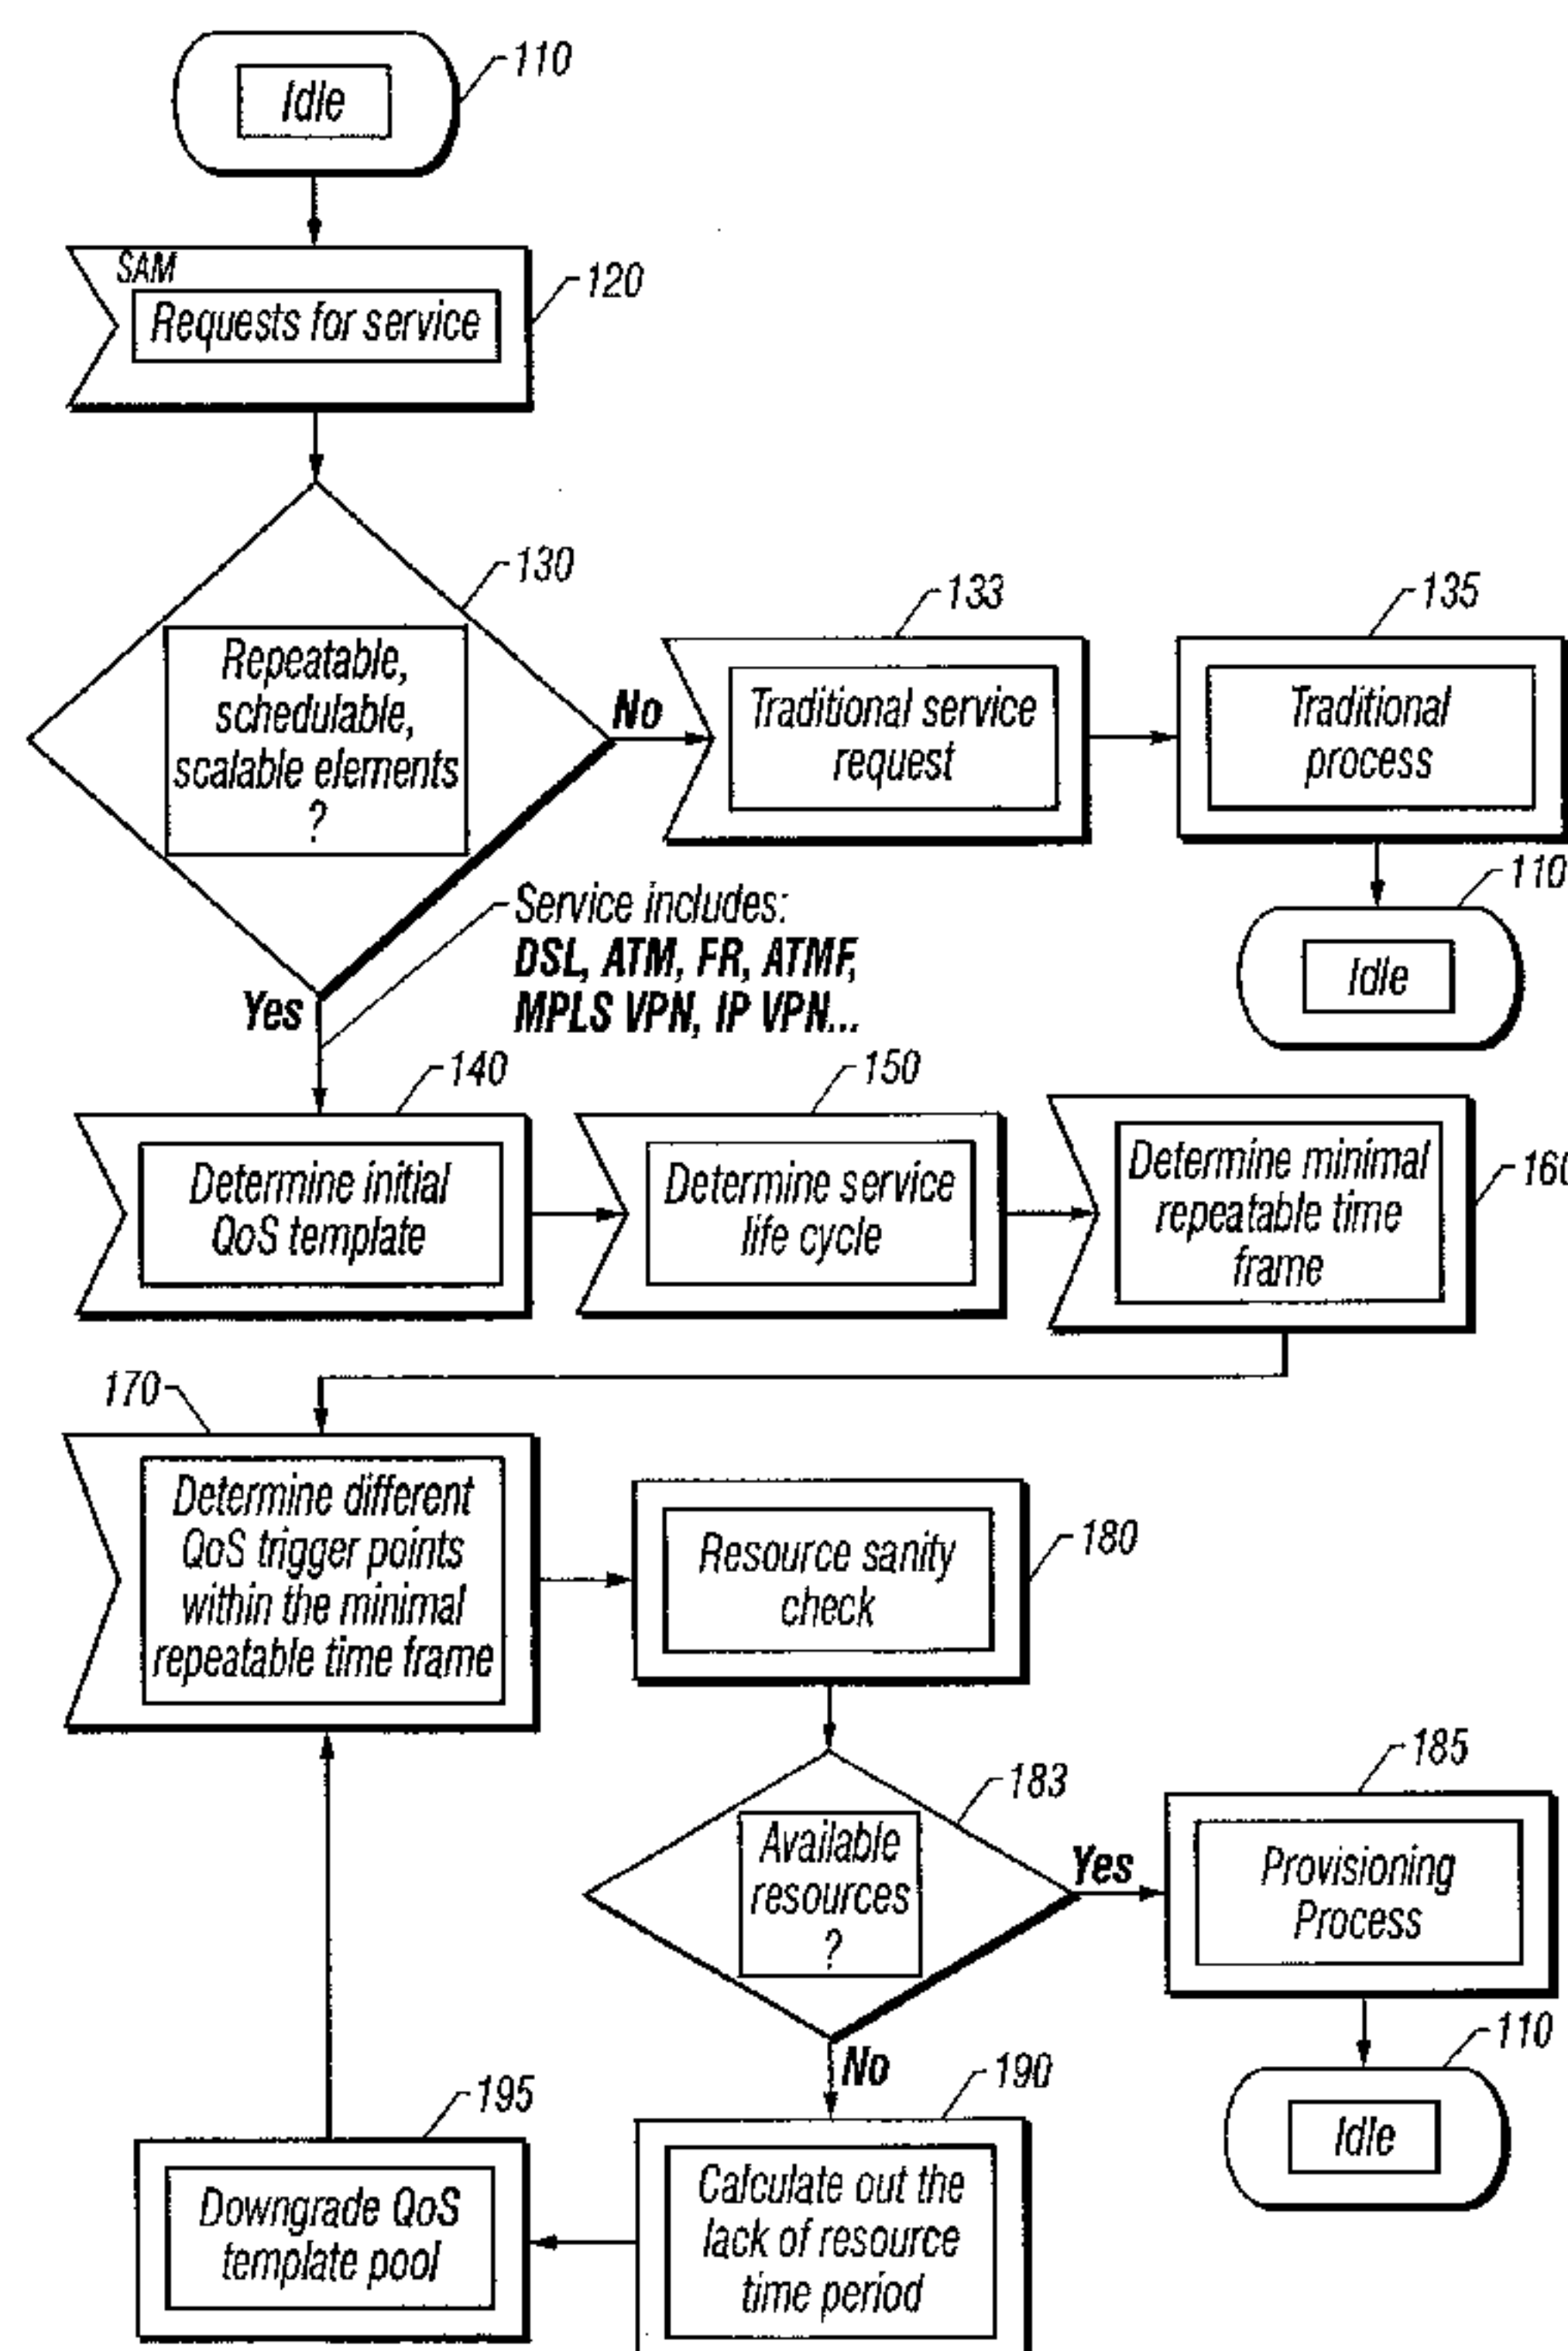 110
Idle
SAM
120
Requests for service
130
Repeatable,
schedulable,
scalable elements
?
No
133
Traditional service
request
135
Traditional
process
110
Idle
Service includes:
DSL, ATM, FR, ATMF,
MPLS VPN, IP VPN...
Yes
140
Determine initial
QoS template
150
Determine service
life cycle
160
Determine minimal
repeatable time
frame
170
Determine different
QoS trigger points
within the minimal
repeatable time frame
180
Resource sanity
check
183
Available
resources
?
Yes
185
Provisioning
Process
110
Idle
No
190
Calculate out the
lack of resource
time period
195
Downgrade QoS
template pool